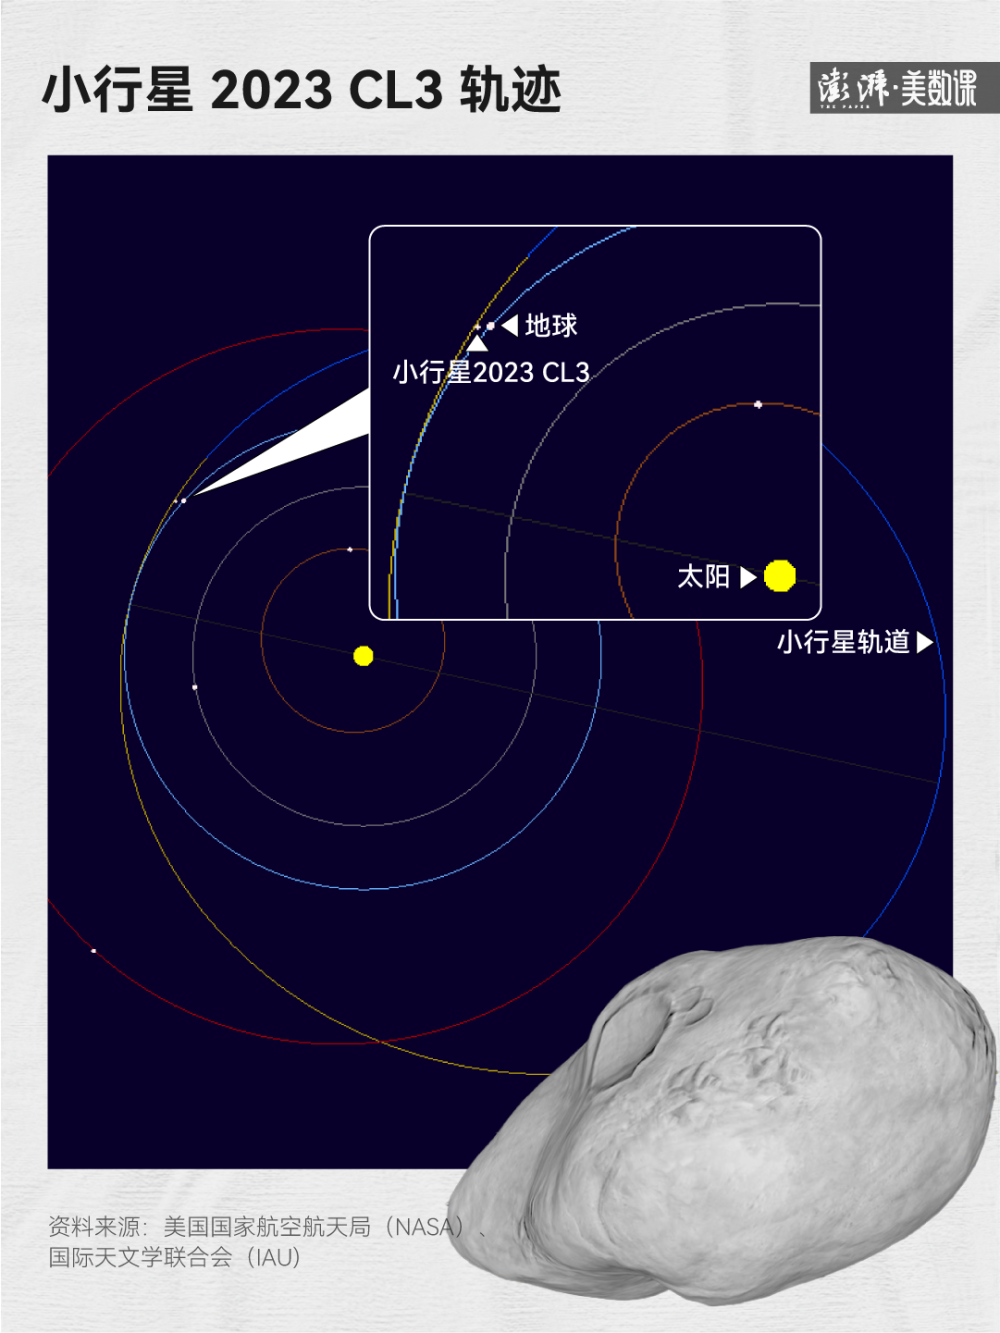 小行星 2023 CL3 轨迹
澎湃·美数课
THE PAPER
地球
小行星2023 CL3
太阳
小行星轨道
资料来源：美国国家航空航天局（NASA）、
国际天文学联合会（IAU）